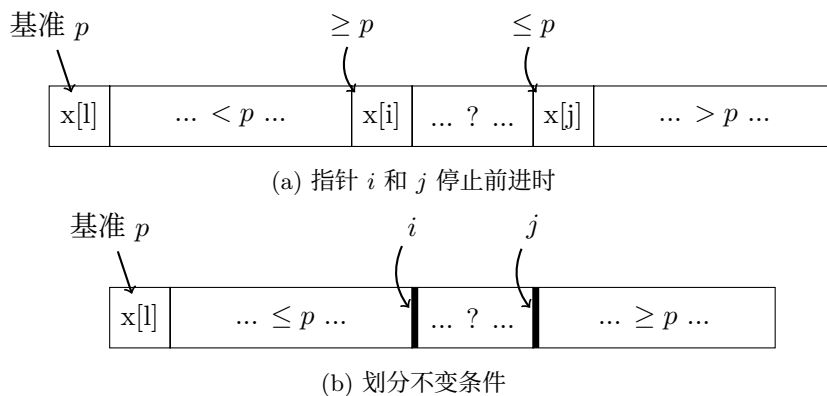 基准 p ≥ p ≤ p
x[l] ... < p ... x[i] ... ? ... x[j] ... > p ...
(a) 指针 i 和 j 停止前进时
基准 p i j
x[l] ... ≤ p ... ... ? ... ... ≥ p ...
(b) 划分不变条件